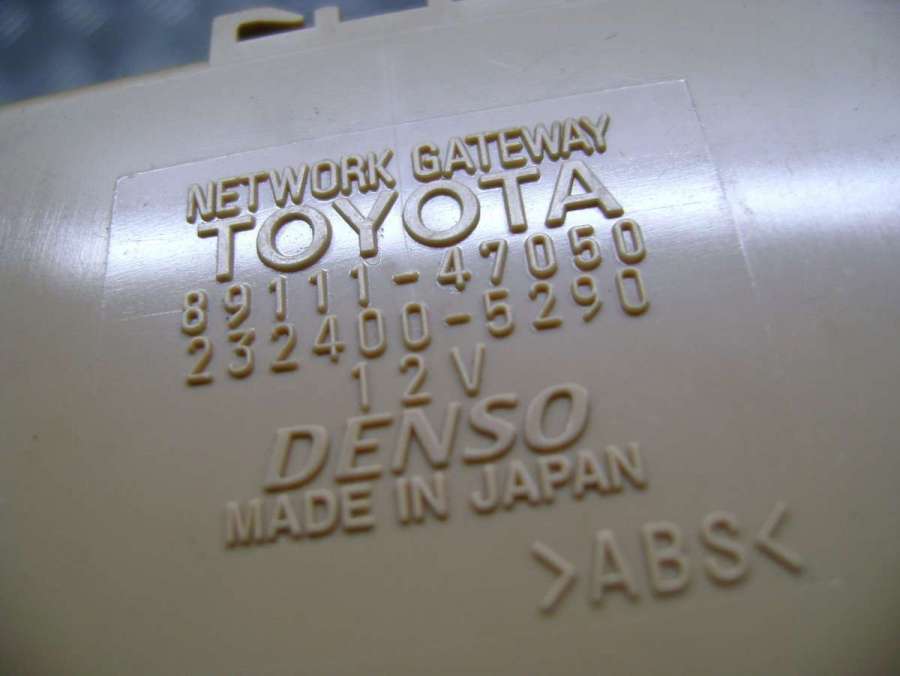 NETWORK GATEWAY
TOYOTA
89111-47050
232400-5290
12V
DENSO
MADE IN JAPAN
>ABS<